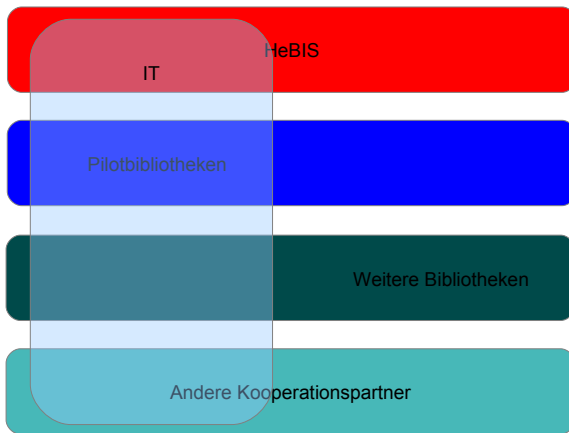 HeBIS
IT
Pilotbibliotheken
Weitere Bibliotheken
Andere Kooperationspartner